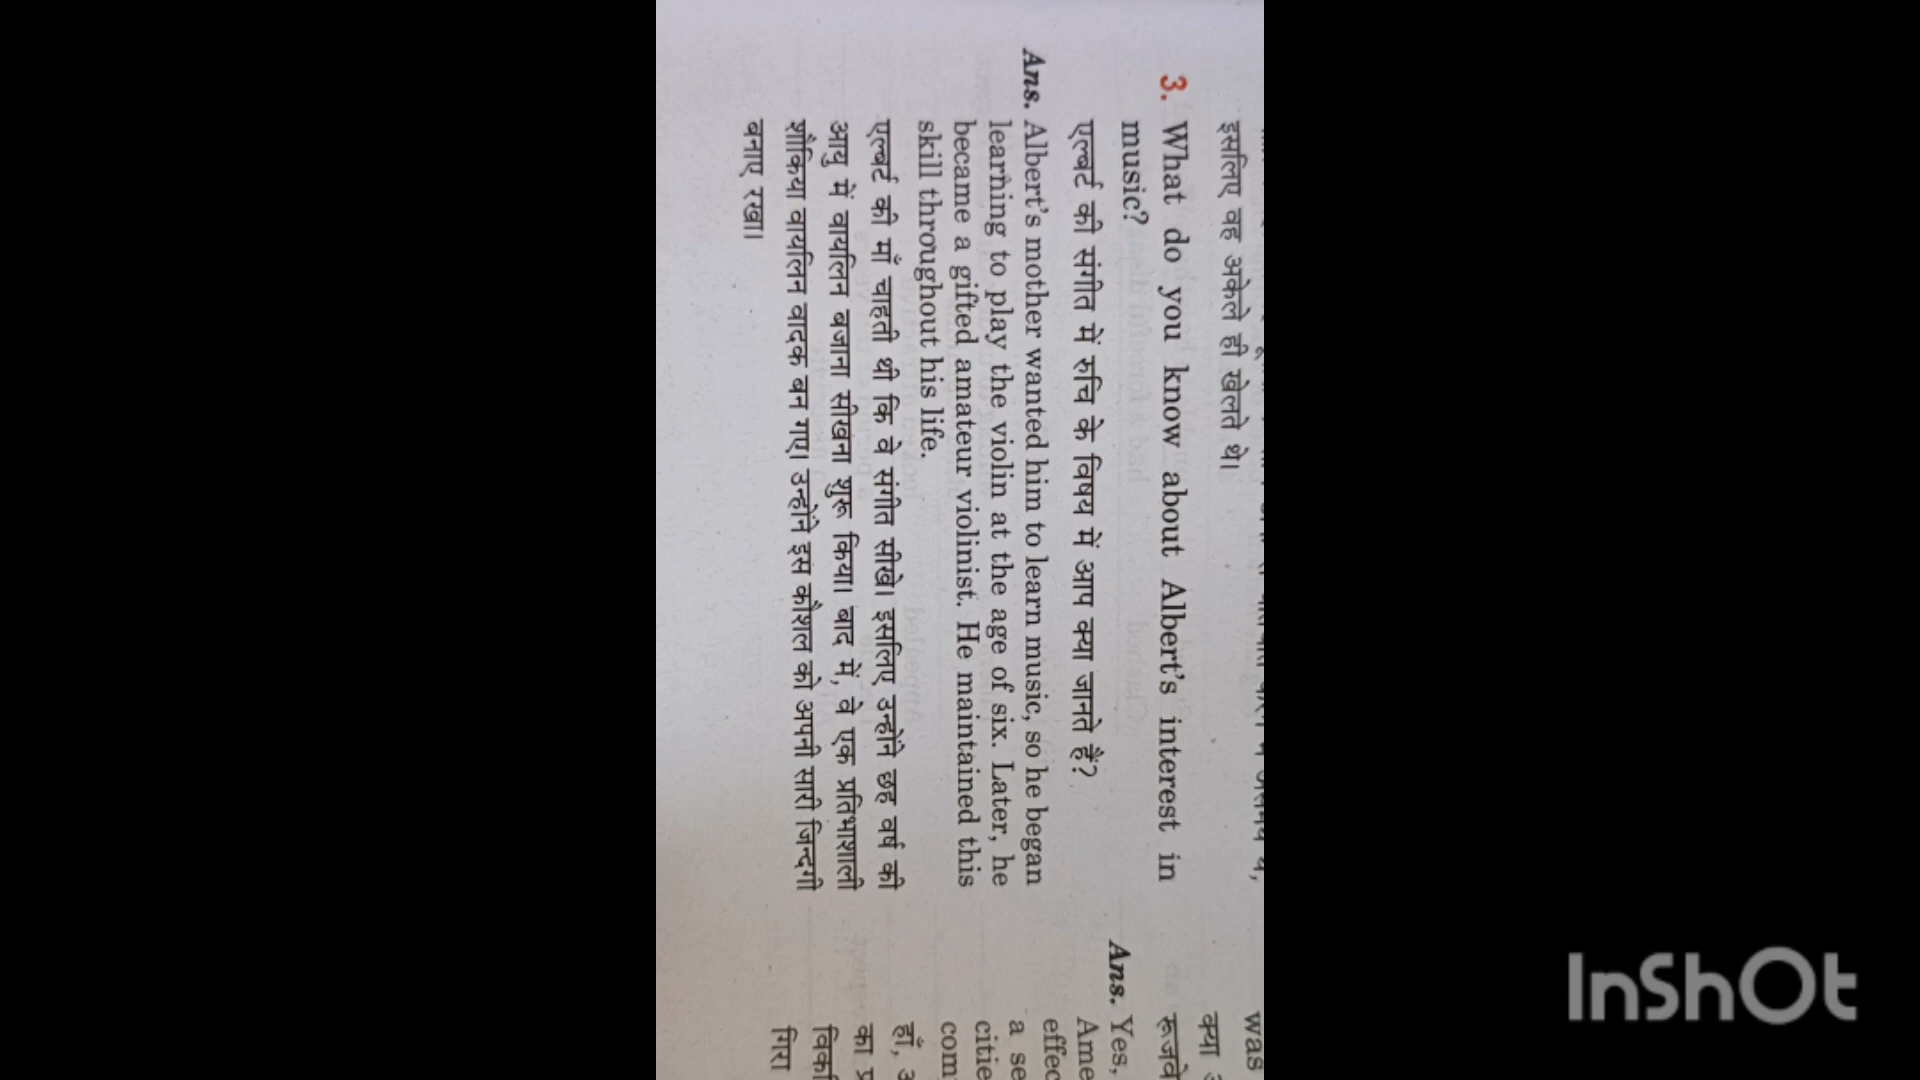 इसलिए वह अकेले ही खेलते थे।
3. What do you know about Albert's interest in
music?
एल्बर्ट की संगीत में रुचि के विषय में आप क्या जानते हैं?
Ans. Albert's mother wanted him to learn music, so he began
learning to play the violin at the age of six. Later, he
became a gifted amateur violinist. He maintained this
skill throughout his life.
एल्बर्ट की माँ चाहती थी कि वे संगीत सीखे। इसलिए उन्होंने छह वर्ष की
आयु में वायलिन बजाना सीखना शुरू किया। बाद में, वे एक प्रतिभाशाली
शौकिया वायलिन वादक बन गए। उन्होंने इस कौशल को अपनी सारी जिन्दगी
बनाए रखा।
was
क्या
रूजवे
Ans. Yes,
Ame
effec
a se
citie
com
हाँ,
का
गिरा
InShOt